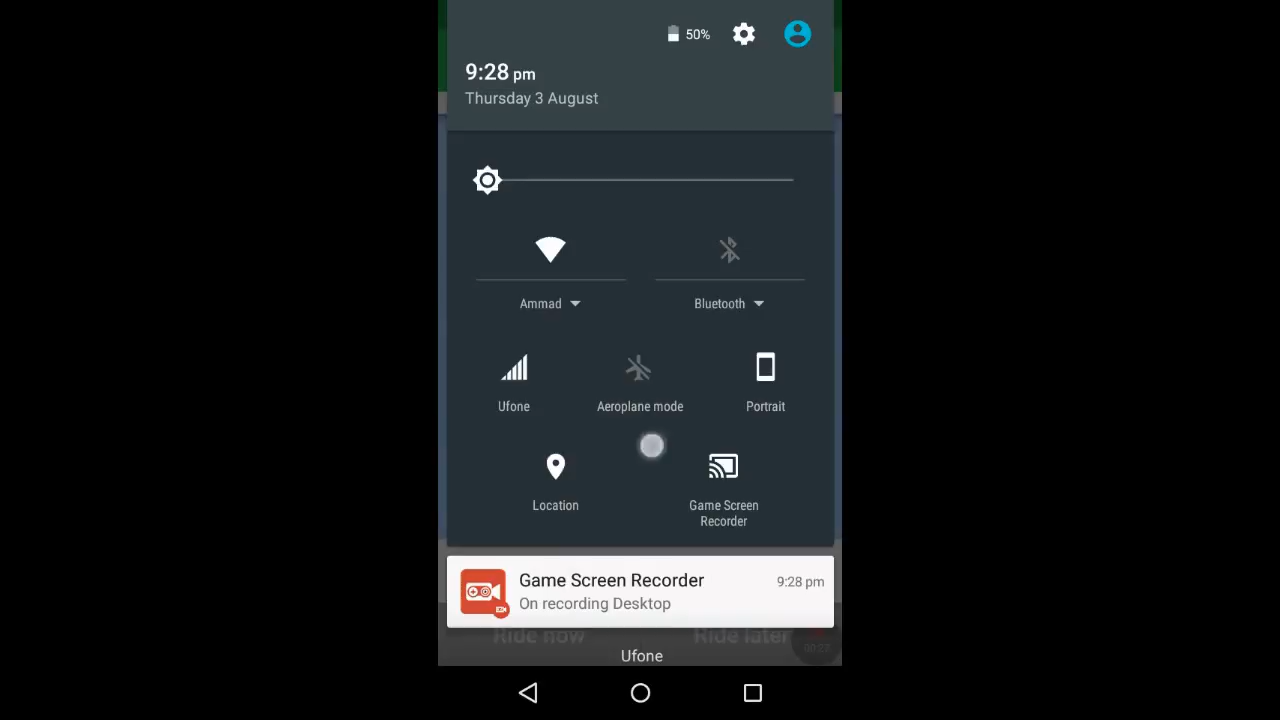 50%
9:28 pm
Thursday 3 August
Ammad
Bluetooth
Ufone
Aeroplane mode
Portrait
Location
Game Screen
Recorder
Game Screen Recorder
9:28 pm
On recording Desktop
Ride now
Ride later
Ufone